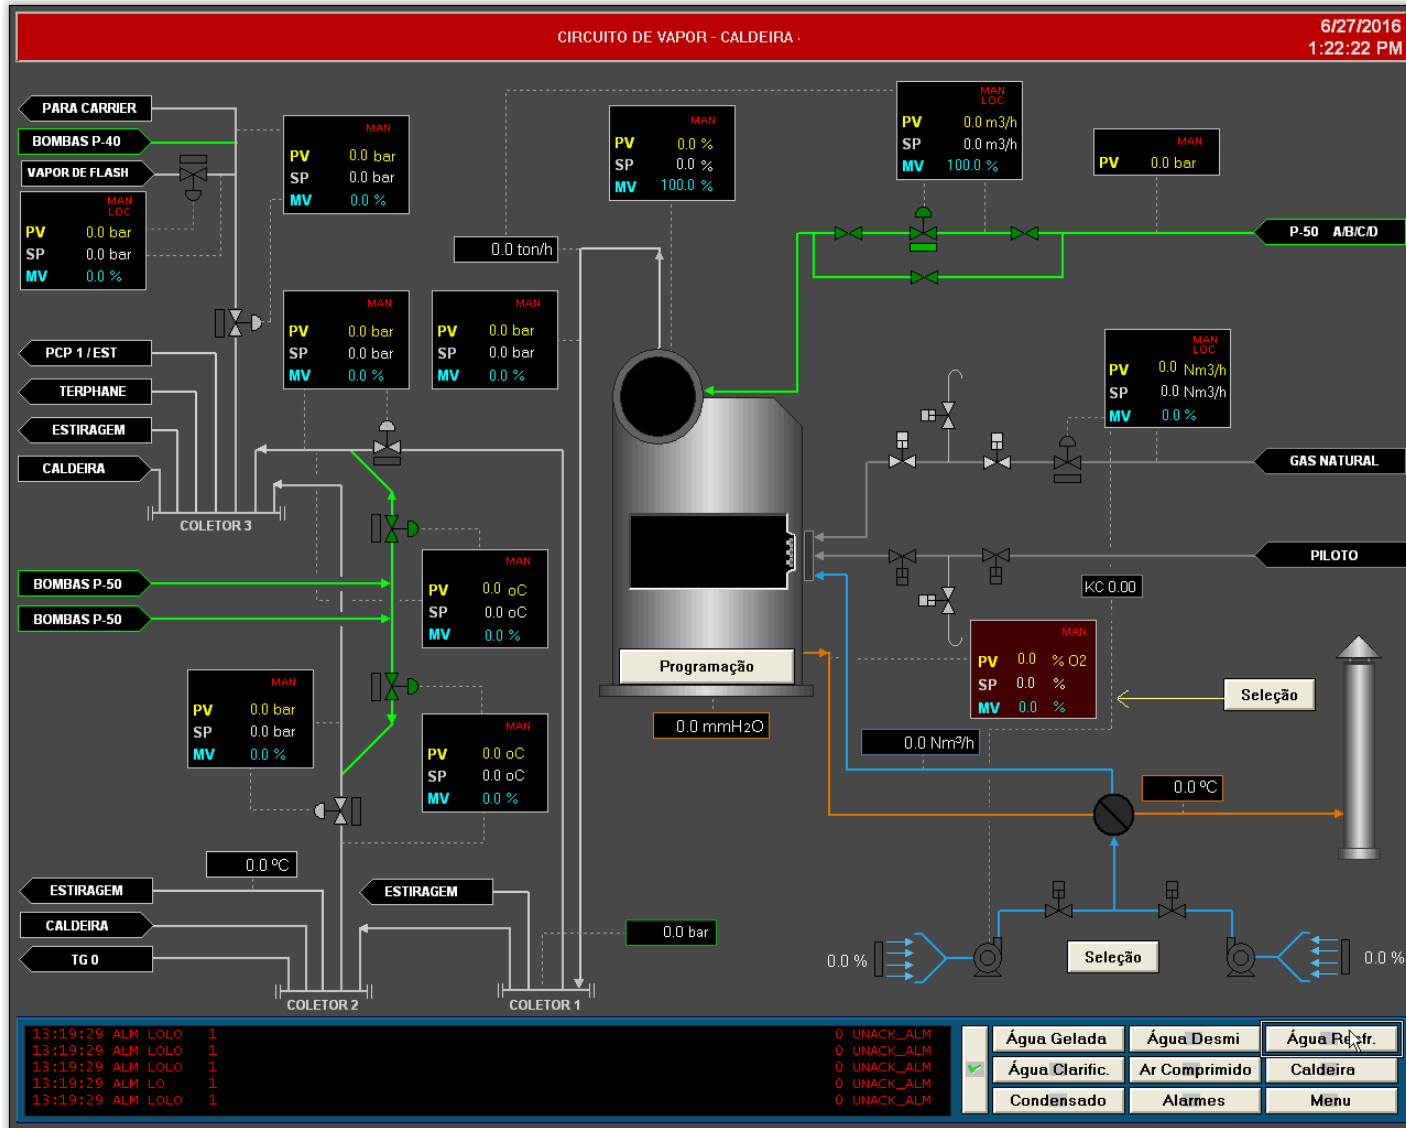 CIRCUITO DE VAPOR - CALDEIRA -
6/27/2016
1:22:22 PM
PARA CARRIER
BOMBAS P-40
VAPOR DE FLASH
MAN
LOC
PV 0.0 bar
SP 0.0 bar
MV 0.0 %
MAN
PV 0.0 bar
SP 0.0 bar
MV 0.0 %
MAN
PV 0.0 %
SP 0.0 %
MV 100.0 %
MAN
LOC
PV 0.0 m3/h
SP 0.0 m3/h
MV 100.0 %
MAN
PV 0.0 bar
P-50 A/B/C/D
0.0 ton/h
MAN
PV 0.0 bar
SP 0.0 bar
MV 0.0 %
MAN
PV 0.0 bar
SP 0.0 bar
MV 0.0 %
MAN
LOC
PV 0.0 Nm3/h
SP 0.0 Nm3/h
MV 0.0 %
PCP 1 / EST
TERPHANE
ESTIRAGEM
CALDEIRA
COLETOR 3
GAS NATURAL
PILOTO
KC 0.00
BOMBAS P-50
BOMBAS P-50
MAN
PV 0.0 oC
SP 0.0 oC
MV 0.0 %
MAN
PV 0.0 % O2
SP 0.0 %
MV 0.0 %
Programação
Seleção
MAN
PV 0.0 bar
SP 0.0 bar
MV 0.0 %
MAN
PV 0.0 oC
SP 0.0 oC
MV 0.0 %
0.0 mmH2O
0.0 Nm³/h
0.0 ºC
0.0 ºC
ESTIRAGEM
CALDEIRA
TG 0
ESTIRAGEM
0.0 bar
COLETOR 2
COLETOR 1
0.0 %
Seleção
0.0 %
13:19:29 ALM LOLO 1 0 UNACK_ALM
13:19:29 ALM LOLO 1 0 UNACK_ALM
13:19:29 ALM LOLO 1 0 UNACK_ALM
13:19:29 ALM LO 1 0 UNACK_ALM
13:19:29 ALM LOLO 1 0 UNACK_ALM
Água Gelada
Água Desmi
Água Resfr.
Água Clarific.
Ar Comprimido
Caldeira
Condensado
Alarmes
Menu